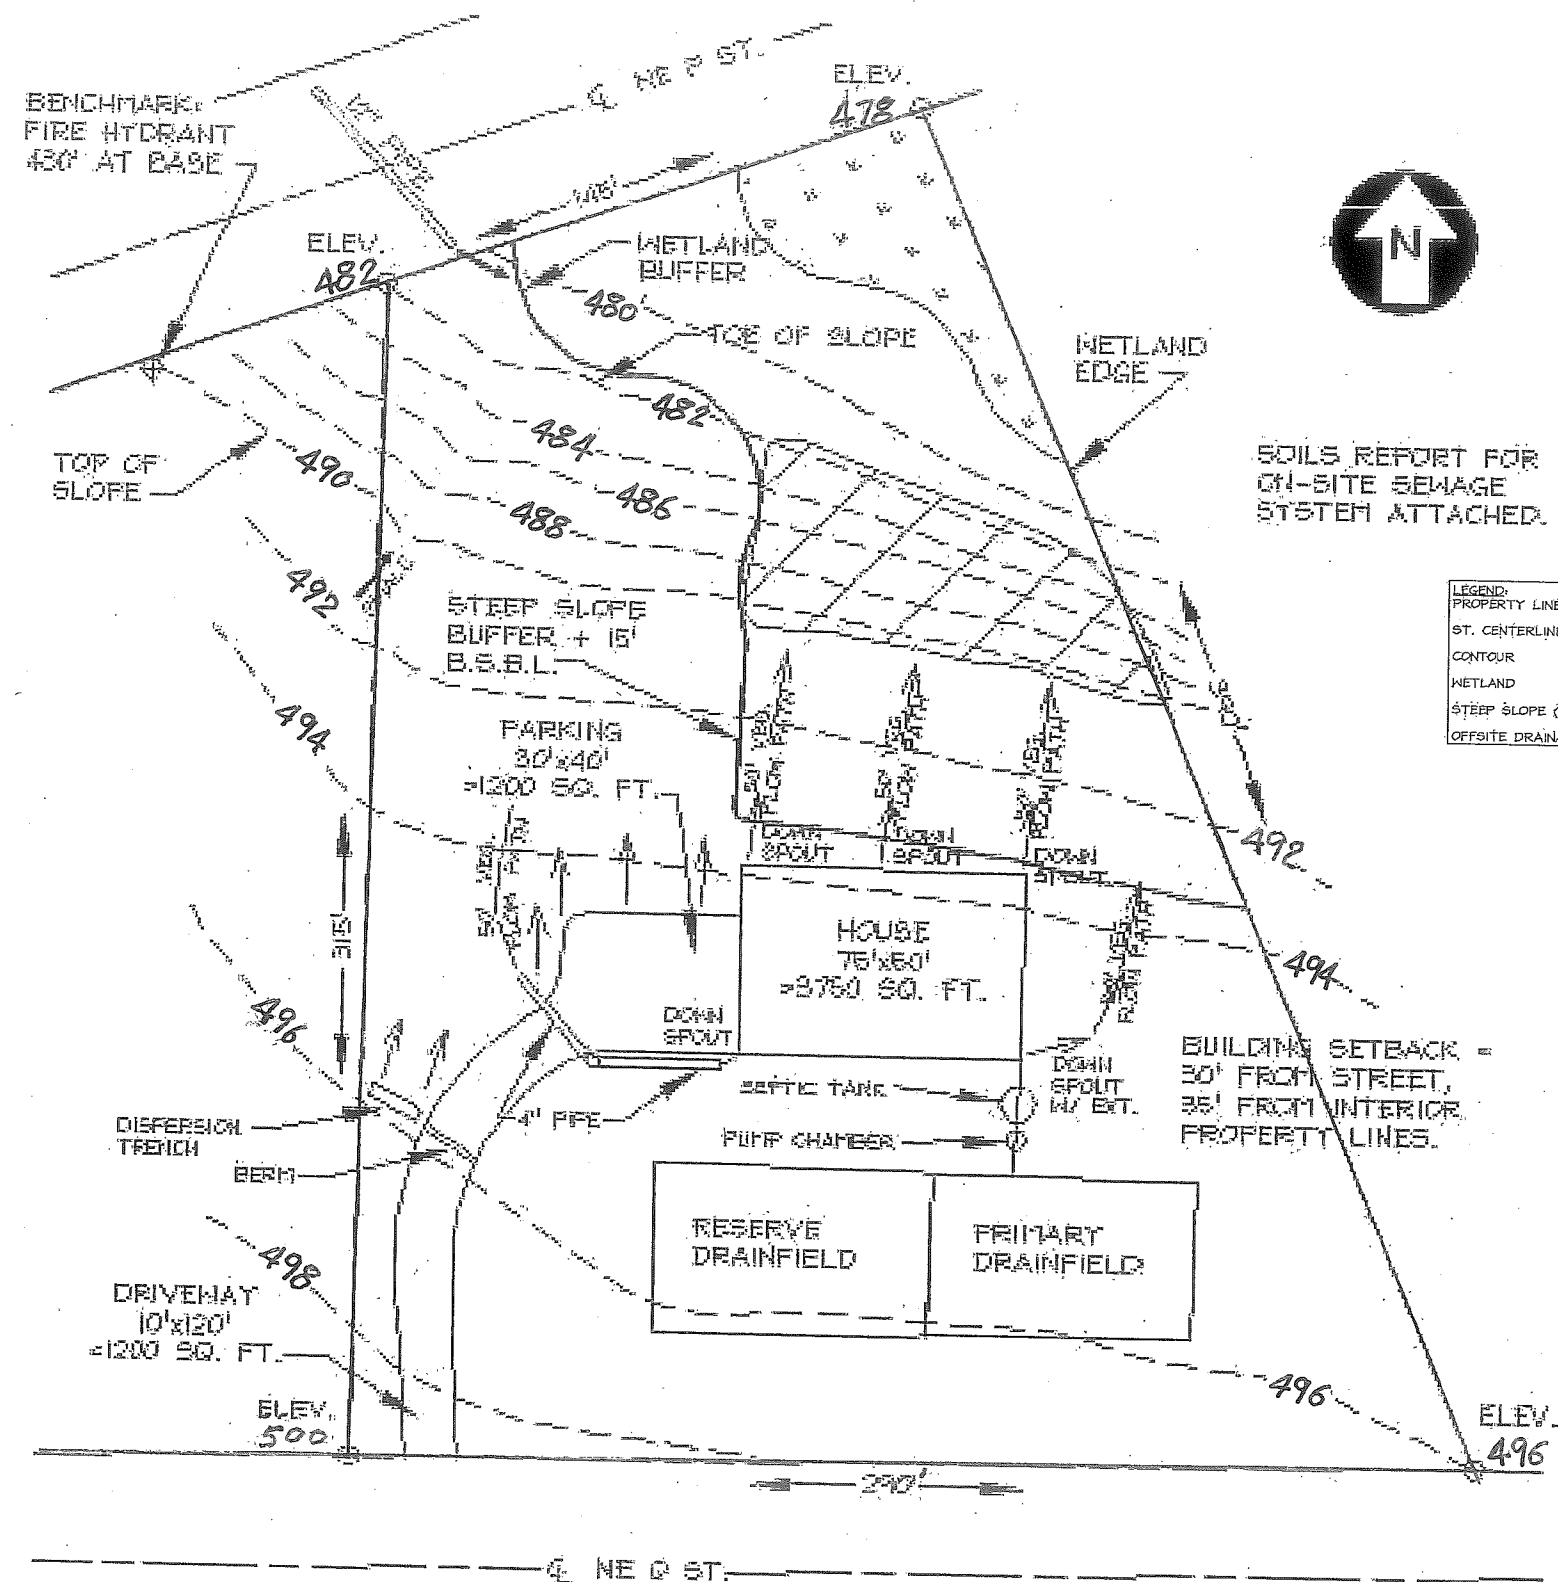 NE P ST.
ELEV.
478
BENCHMARK:
FIRE HYDRANT
AT BASE
ELEV.
482
WETLAND
BUFFER
480'
TOE OF SLOPE
WETLAND
EDGE
482
484
486
488
490
492
494
496
498
TOP OF
SLOPE
N
SOILS REPORT FOR
ON-SITE SEWAGE
SYSTEM ATTACHED.
LEGEND:
PROPERTY LINE
ST. CENTERLINE
CONTOUR
WETLAND
STEEP SLOPE
OFFSITE
STEEP SLOPE
BUFFER + 15'
B.S.B.L.
PARKING
30'x40'
=1200 SQ. FT.
DOWN
SPOUT
DOWN
SPOUT
DOWN
SPOUT
492
494
315'
HOUSE
75'x50'
=3750 SQ. FT.
DOWN
SPOUT
DOWN
SPOUT
W/ EXT.
SEPTIC TANK
PUMP CHAMBER
4" PIPE
BUILDING SETBACK =
30' FROM STREET,
35' FROM INTERIOR
PROPERTY LINES.
DISPERSION
TRENCH
BERM
RESERVE
DRAINFIELD
PRIMARY
DRAINFIELD
DRIVEWAY
10'x120'
=1200 SQ. FT.
496
ELEV.
500
ELEV.
496
290'
NE Q ST.